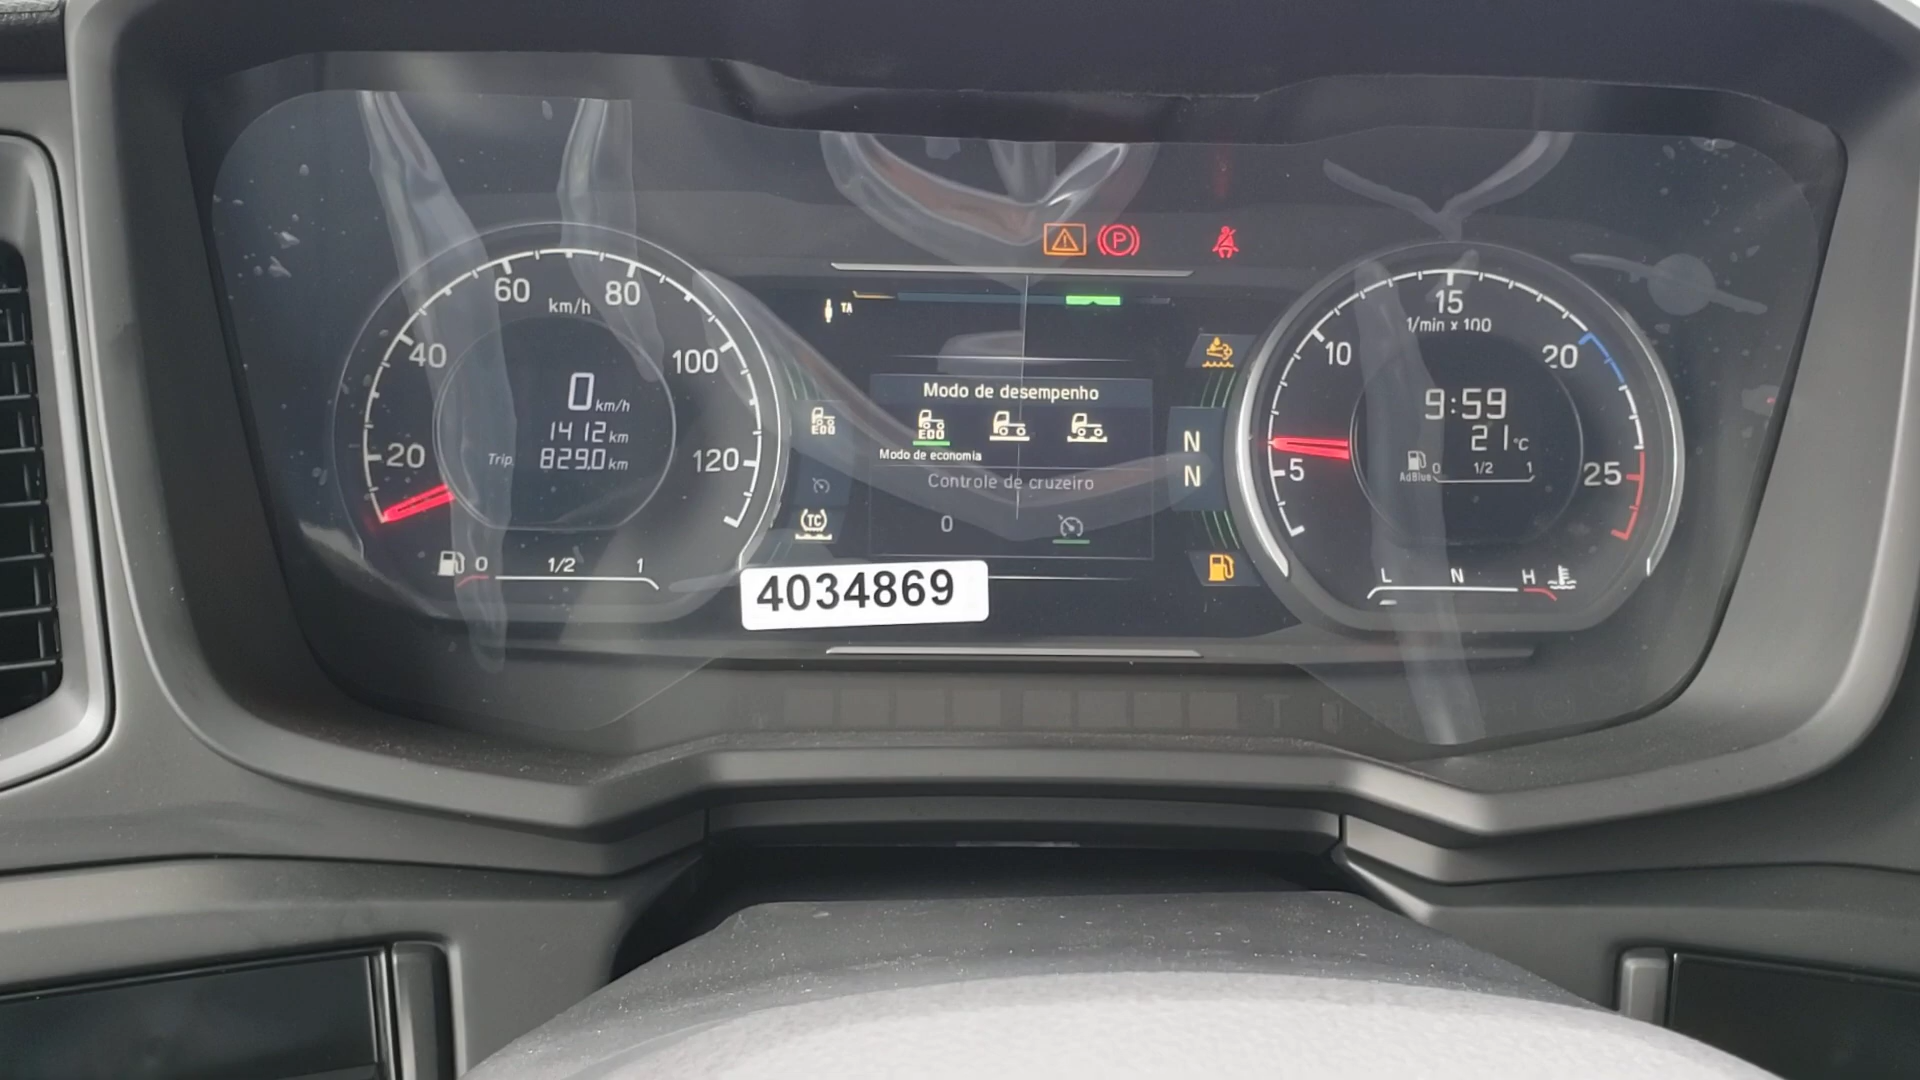 60
km/h
80
40
100
20
120
0 km/h
1412 km
Trip 829.0 km
0 1/2 1
P
TA
Modo de desempenho
ECO
ECO
Modo de economia
Controle de cruzeiro
0
TC
N
N
4034869
15
1/min x 100
10
20
5
25
9:59
21°C
AdBlue 0 1/2 1
L N H